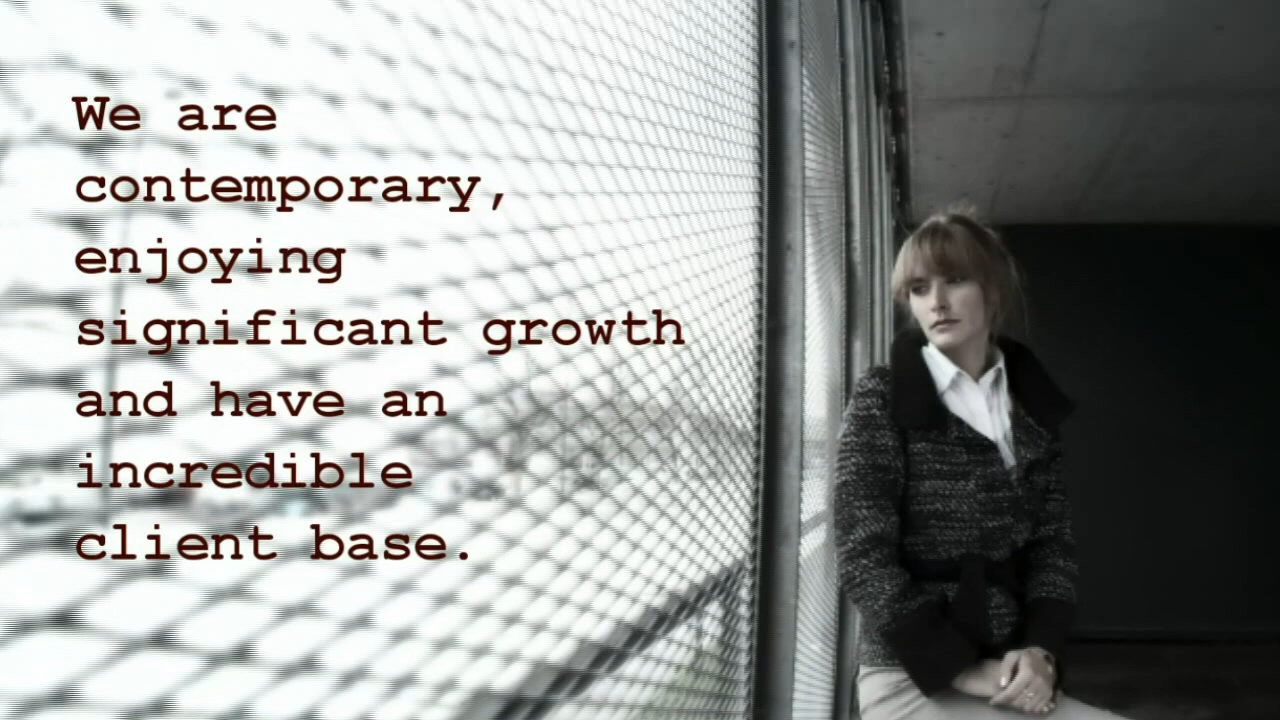 We are
contemporary,
enjoying
significant growth
and have an
incredible
client base.